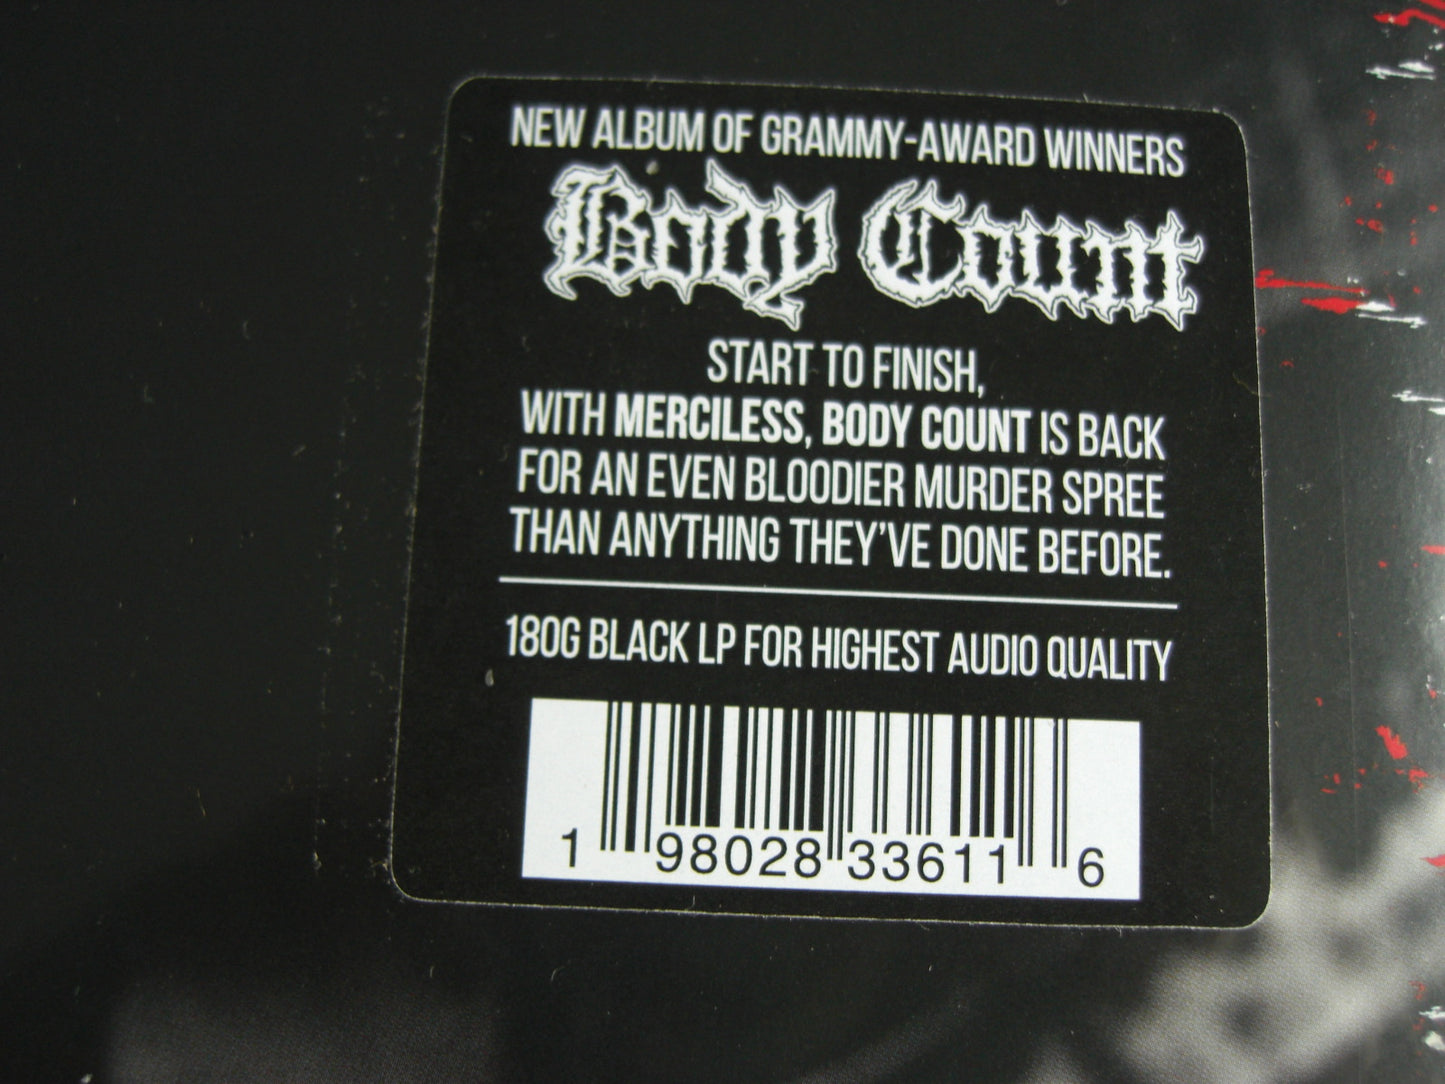 NEW ALBUM OF GRAMMY-AWARD WINNERS
Body Count
START TO FINISH,
WITH MERCILESS, BODY COUNT IS BACK
FOR AN EVEN BLOODIER MURDER SPREE
THAN ANYTHING THEY'VE DONE BEFORE.
180G BLACK LP FOR HIGHEST AUDIO QUALITY
1 98028 33611 6